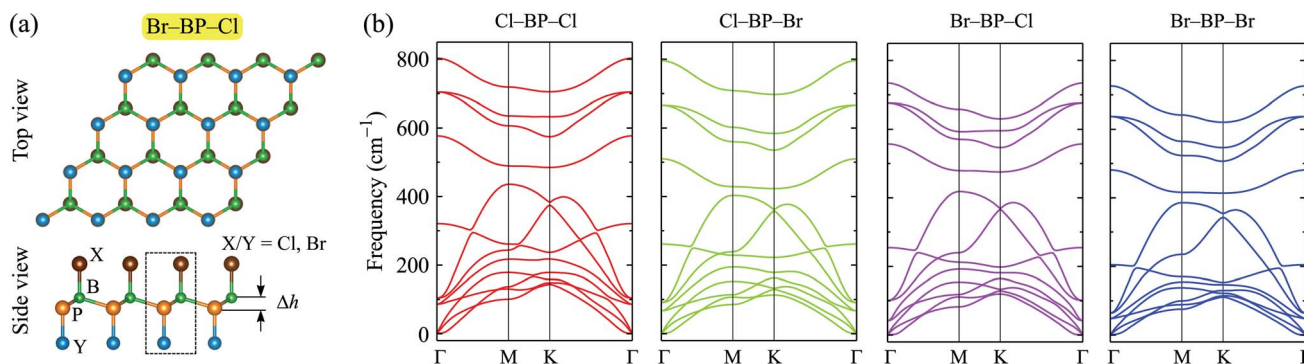 (a)
Br–BP–Cl
Top view
Side view
X
B
P
Y
X/Y = Cl, Br
Δh
(b)
Cl–BP–Cl
Cl–BP–Br
Br–BP–Cl
Br–BP–Br
Frequency (cm⁻¹)
800
600
400
200
0
Γ M K Γ
Γ M K Γ
Γ M K Γ
Γ M K Γ